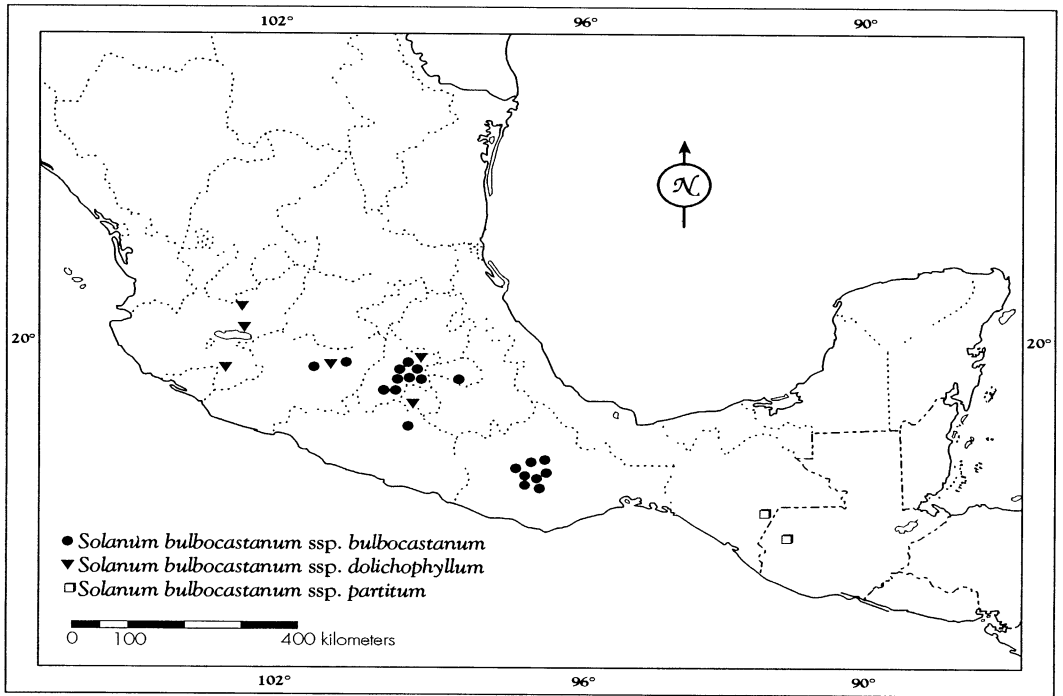 102° 96° 90°
N
20° 20°
Solanum bulbocastanum ssp. bulbocastanum
Solanum bulbocastanum ssp. dolichophyllum
Solanum bulbocastanum ssp. partitum
0 100 400 kilometers
102° 96° 90°